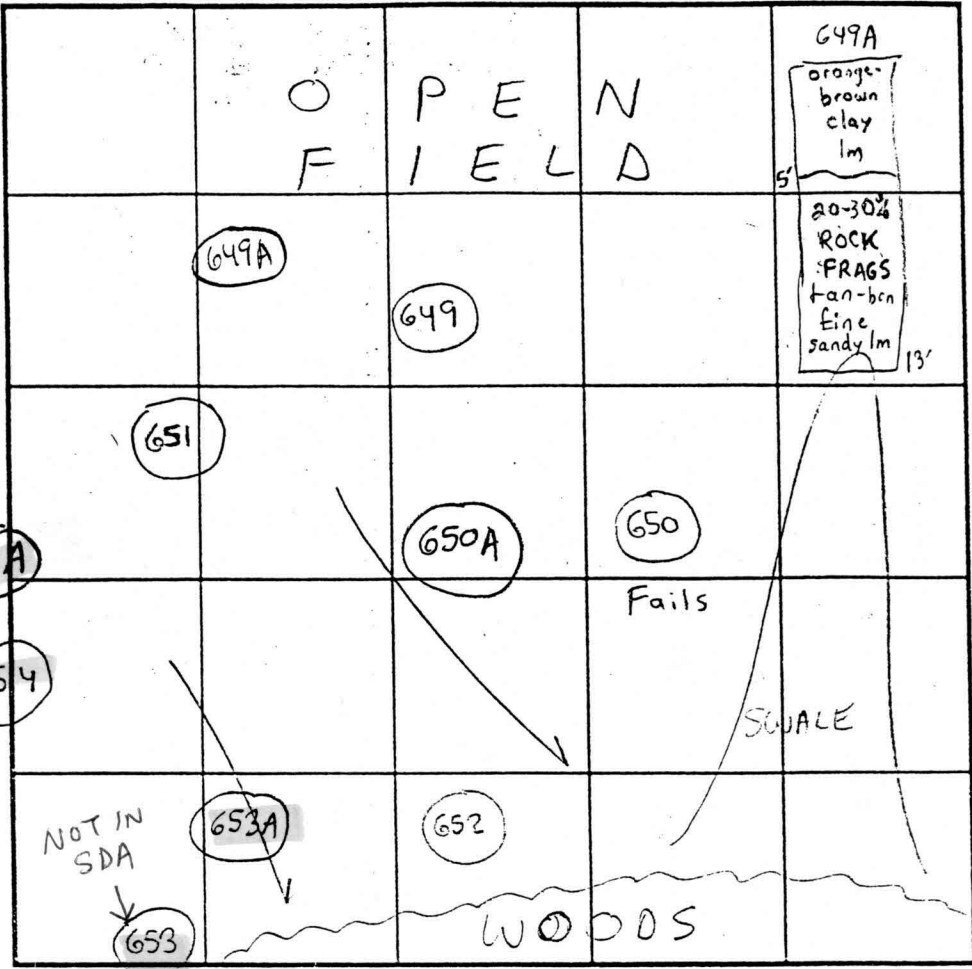 649A
orange-
brown
clay
lm
5'
O P E N
F I E L D
20-30%
ROCK
FRAGS
tan-brn
fine
sandy lm
13'
649A
649
651
650A
650
A
Fails
54
SWALE
NOT IN
SDA
653A
652
653
WOODS